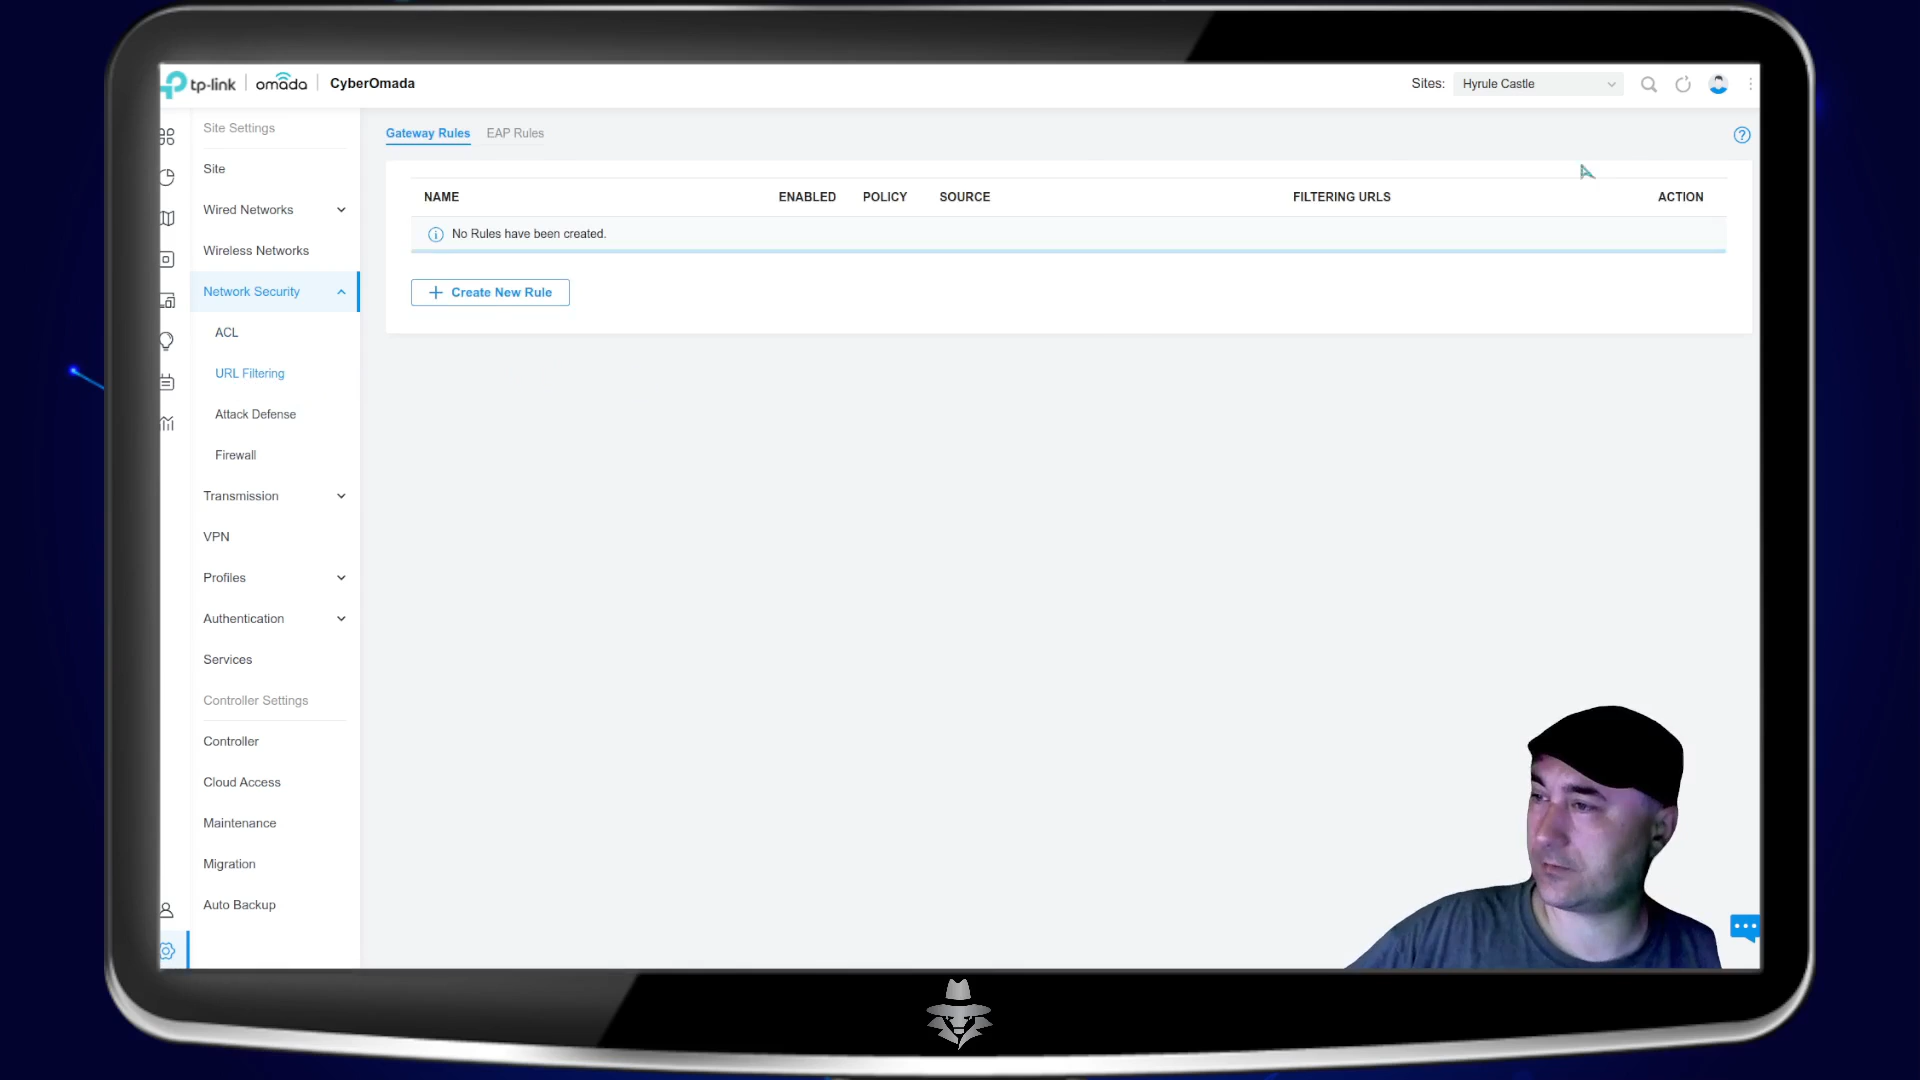 tp-link | omada | CyberOmada
Sites: Hyrule Castle
Site Settings
Site
Wired Networks
Wireless Networks
Network Security
ACL
URL Filtering
Attack Defense
Firewall
Transmission
VPN
Profiles
Authentication
Services
Controller Settings
Controller
Cloud Access
Maintenance
Migration
Auto Backup
Gateway Rules EAP Rules
NAME ENABLED POLICY SOURCE FILTERING URLS ACTION
No Rules have been created.
Create New Rule